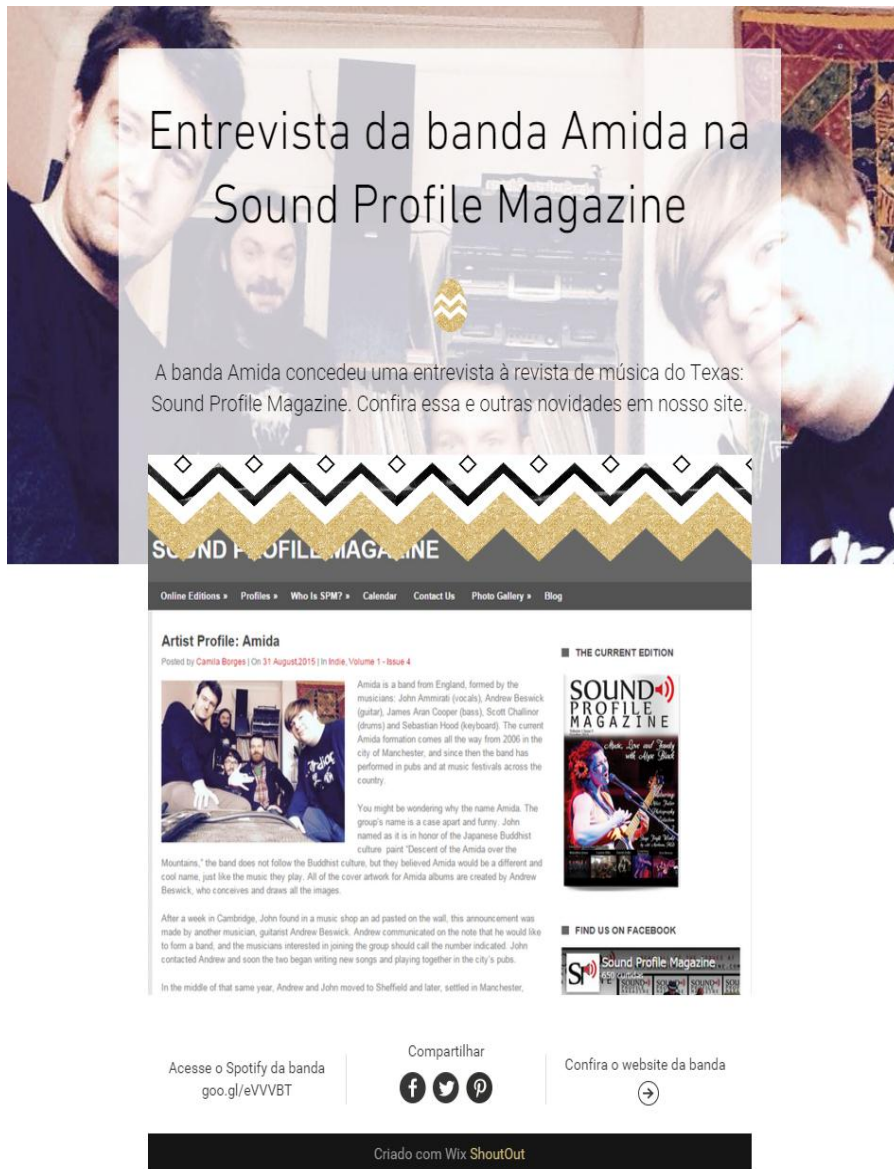 Entrevista da banda Amida na
Sound Profile Magazine
A banda Amida concedeu uma entrevista à revista de música do Texas:
Sound Profile Magazine. Confira essa e outras novidades em nosso site.
SOUND PROFILE MAGAZINE
Online Editions » Profiles » Who Is SPM? » Calendar Contact Us Photo Gallery » Blog
Artist Profile: Amida
Posted by Camila Borges | On 31 August,2015 | In Indie, Volume 1 - Issue 4
Amida is a band from England, formed by the
musicians: John Ammirati (vocals), Andrew Beswick
(guitar), James Aran Cooper (bass), Scott Challinor
(drums) and Sebastian Hood (keyboard). The current
Amida formation comes all the way from 2006 in the
city of Manchester, and since then the band has
performed in pubs and at music festivals across the
country.
You might be wondering why the name Amida. The
group's name is a case apart and funny. John
named as it is in honor of the Japanese Buddhist
culture paint "Descent of the Amida over the
Mountains," the band does not follow the Buddhist culture, but they believed Amida would be a different and
cool name, just like the music they play. All of the cover artwork for Amida albums are created by Andrew
Beswick, who conceives and draws all the images.
After a week in Cambridge, John found in a music shop an ad pasted on the wall, this announcement was
made by another musician, guitarist Andrew Beswick. Andrew communicated on the note that he would like
to form a band, and the musicians interested in joining the group should call the number indicated. John
contacted Andrew and soon the two began writing new songs and playing together in the city's pubs.
In the middle of that same year, Andrew and John moved to Sheffield and later, settled in Manchester,
THE CURRENT EDITION
SOUND
PROFILE
MAGAZINE
Music, Love and Family
with Algae Black
FIND US ON FACEBOOK
Sound Profile Magazine
650 curtidas
Acesse o Spotify da banda
goo.gl/eVVVBT
Compartilhar
Confira o website da banda
Criado com Wix ShoutOut